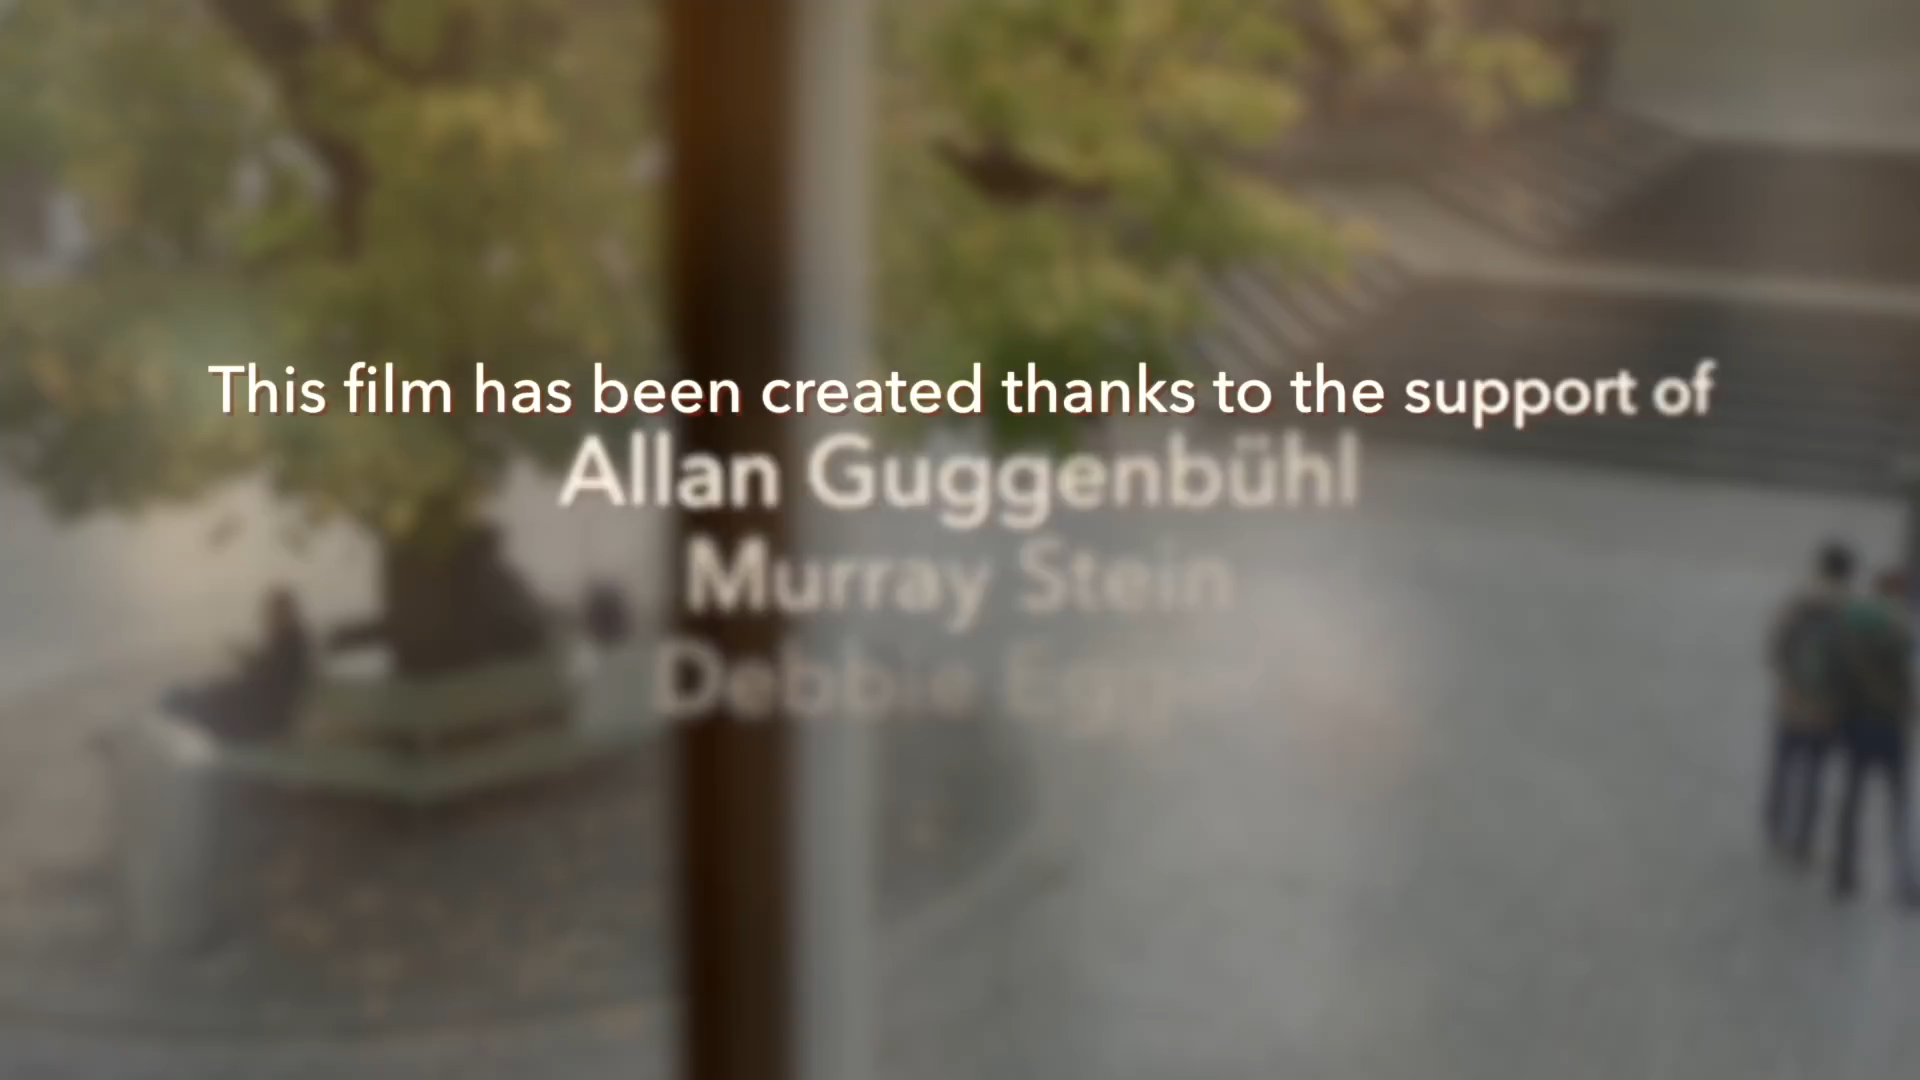 This film has been created thanks to the support of
Allan Guggenbühl
Murray Stein
Debbie